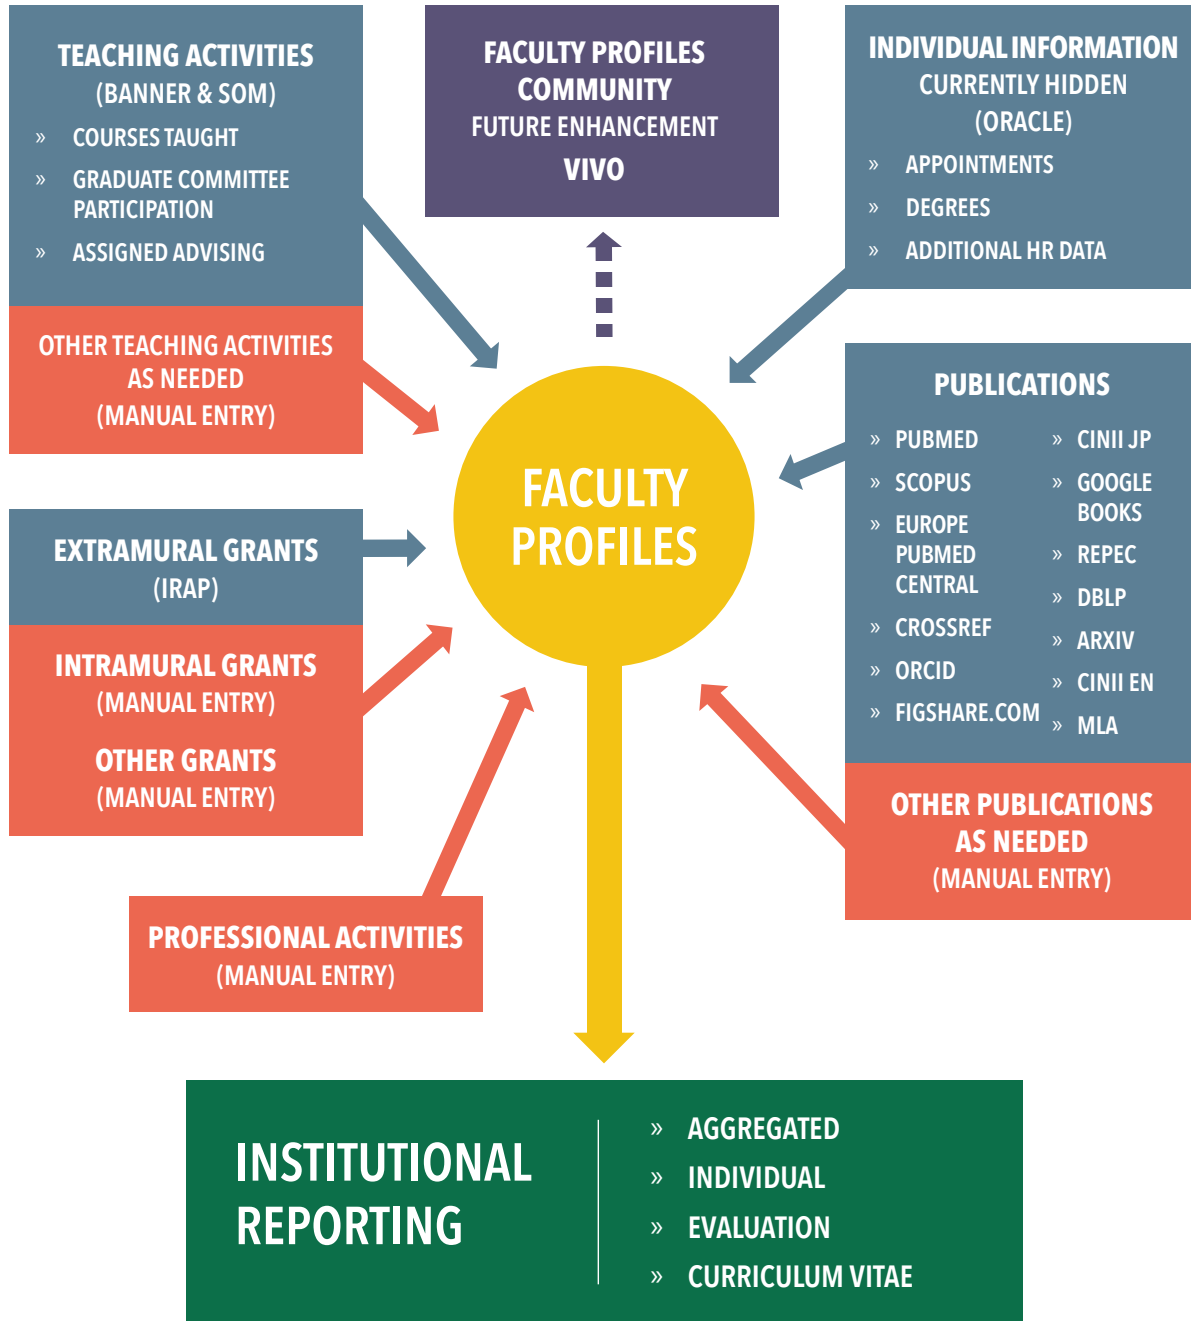 TEACHING ACTIVITIES
(BANNER & SOM)
» COURSES TAUGHT
» GRADUATE COMMITTEE
PARTICIPATION
» ASSIGNED ADVISING
OTHER TEACHING ACTIVITIES
AS NEEDED
(MANUAL ENTRY)
FACULTY PROFILES
COMMUNITY
FUTURE ENHANCEMENT
VIVO
INDIVIDUAL INFORMATION
CURRENTLY HIDDEN
(ORACLE)
» APPOINTMENTS
» DEGREES
» ADDITIONAL HR DATA
PUBLICATIONS
» PUBMED
» SCOPUS
» EUROPE
PUBMED
CENTRAL
» CROSSREF
» ORCID
» FIGSHARE.COM
» CINII JP
» GOOGLE
BOOKS
» REPEC
» DBLP
» ARXIV
» CINII EN
» MLA
OTHER PUBLICATIONS
AS NEEDED
(MANUAL ENTRY)
FACULTY
PROFILES
EXTRAMURAL GRANTS
(IRAP)
INTRAMURAL GRANTS
(MANUAL ENTRY)
OTHER GRANTS
(MANUAL ENTRY)
PROFESSIONAL ACTIVITIES
(MANUAL ENTRY)
INSTITUTIONAL
REPORTING
» AGGREGATED
» INDIVIDUAL
» EVALUATION
» CURRICULUM VITAE